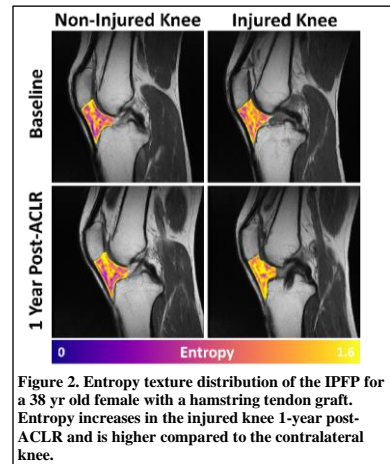 Non-Injured Knee Injured Knee
Baseline
1 Year Post-ACLR
0 Entropy 1.6
Figure 2. Entropy texture distribution of the IPFP for
a 38 yr old female with a hamstring tendon graft.
Entropy increases in the injured knee 1-year post-
ACLR and is higher compared to the contralateral
knee.